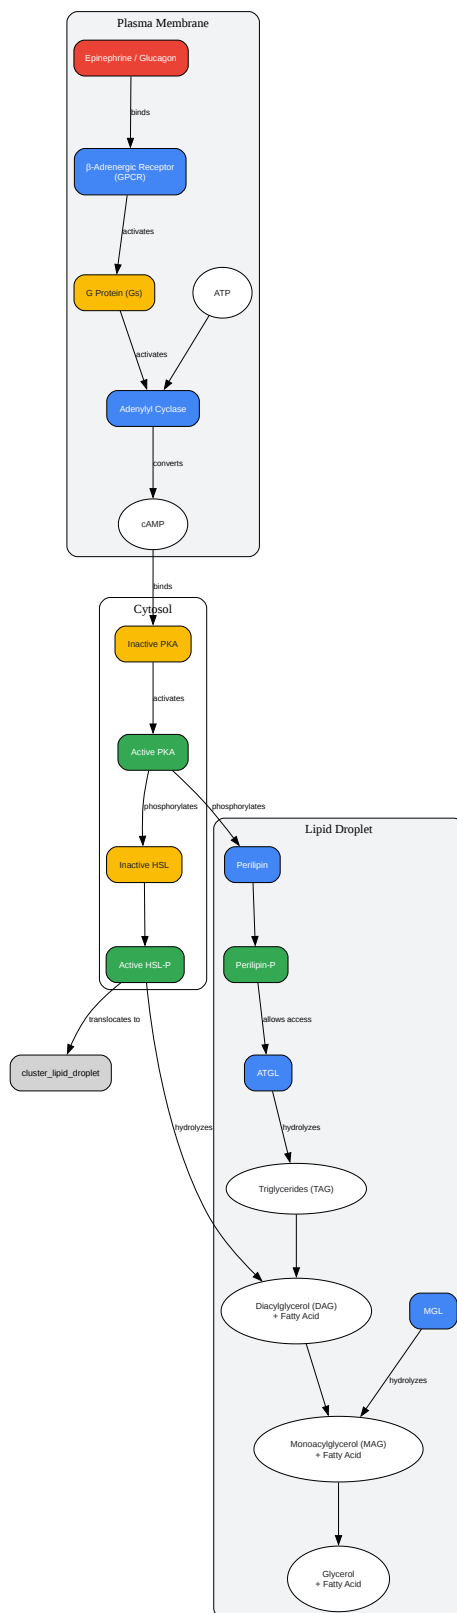 Plasma Membrane
Epinephrine / Glucagon
binds
β-Adrenergic Receptor
(GPCR)
activates
G Protein (Gs)
ATP
activates
Adenylyl Cyclase
converts
cAMP
binds
Cytosol
Inactive PKA
activates
Active PKA
phosphorylates
phosphorylates
Lipid Droplet
Inactive HSL
Perilipin
Active HSL-P
Perilipin-P
translocates to
allows access
cluster_lipid_droplet
ATGL
hydrolyzes
hydrolyzes
Triglycerides (TAG)
Diacylglycerol (DAG)
+ Fatty Acid
MGL
hydrolyzes
Monoacylglycerol (MAG)
+ Fatty Acid
Glycerol
+ Fatty Acid